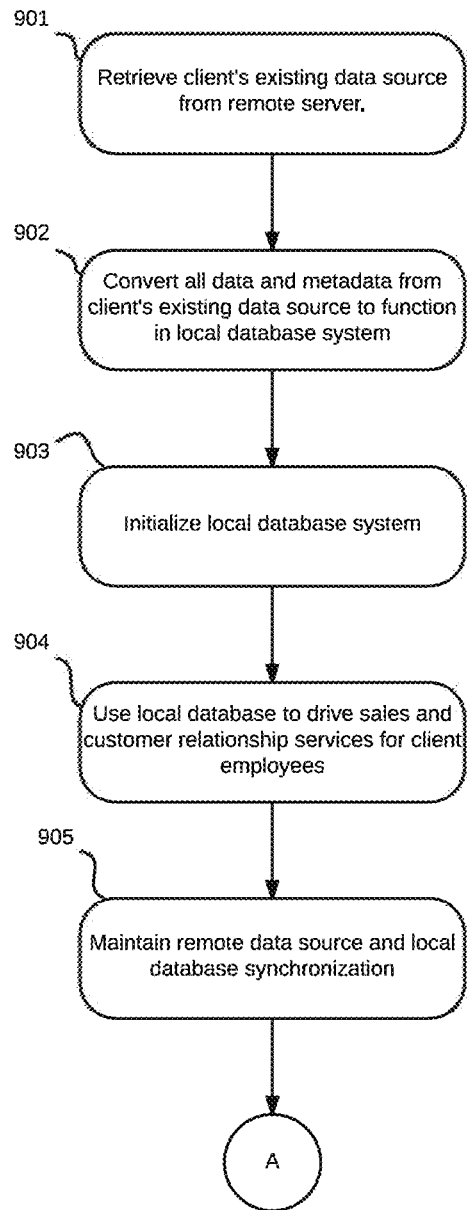 901
Retrieve client's existing data source
from remote server.
902
Convert all data and metadata from
client's existing data source to function
in local database system
903
Initialize local database system
904
Use local database to drive sales and
customer relationship services for client
employees
905
Maintain remote data source and local
database synchronization
A